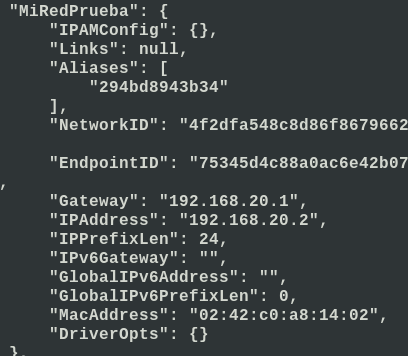 "MiRedPrueba": {
"IPAMConfig": {},
"Links": null,
"Aliases": [
"294bd8943b34"
],
"NetworkID": "4f2dfa548c8d86f8679662
"EndpointID": "75345d4c88a0ac6e42b07
,
"Gateway": "192.168.20.1",
"IPAddress": "192.168.20.2",
"IPPrefixLen": 24,
"IPv6Gateway": "",
"GlobalIPv6Address": "",
"GlobalIPv6PrefixLen": 0,
"MacAddress": "02:42:c0:a8:14:02",
"DriverOpts": {}
},